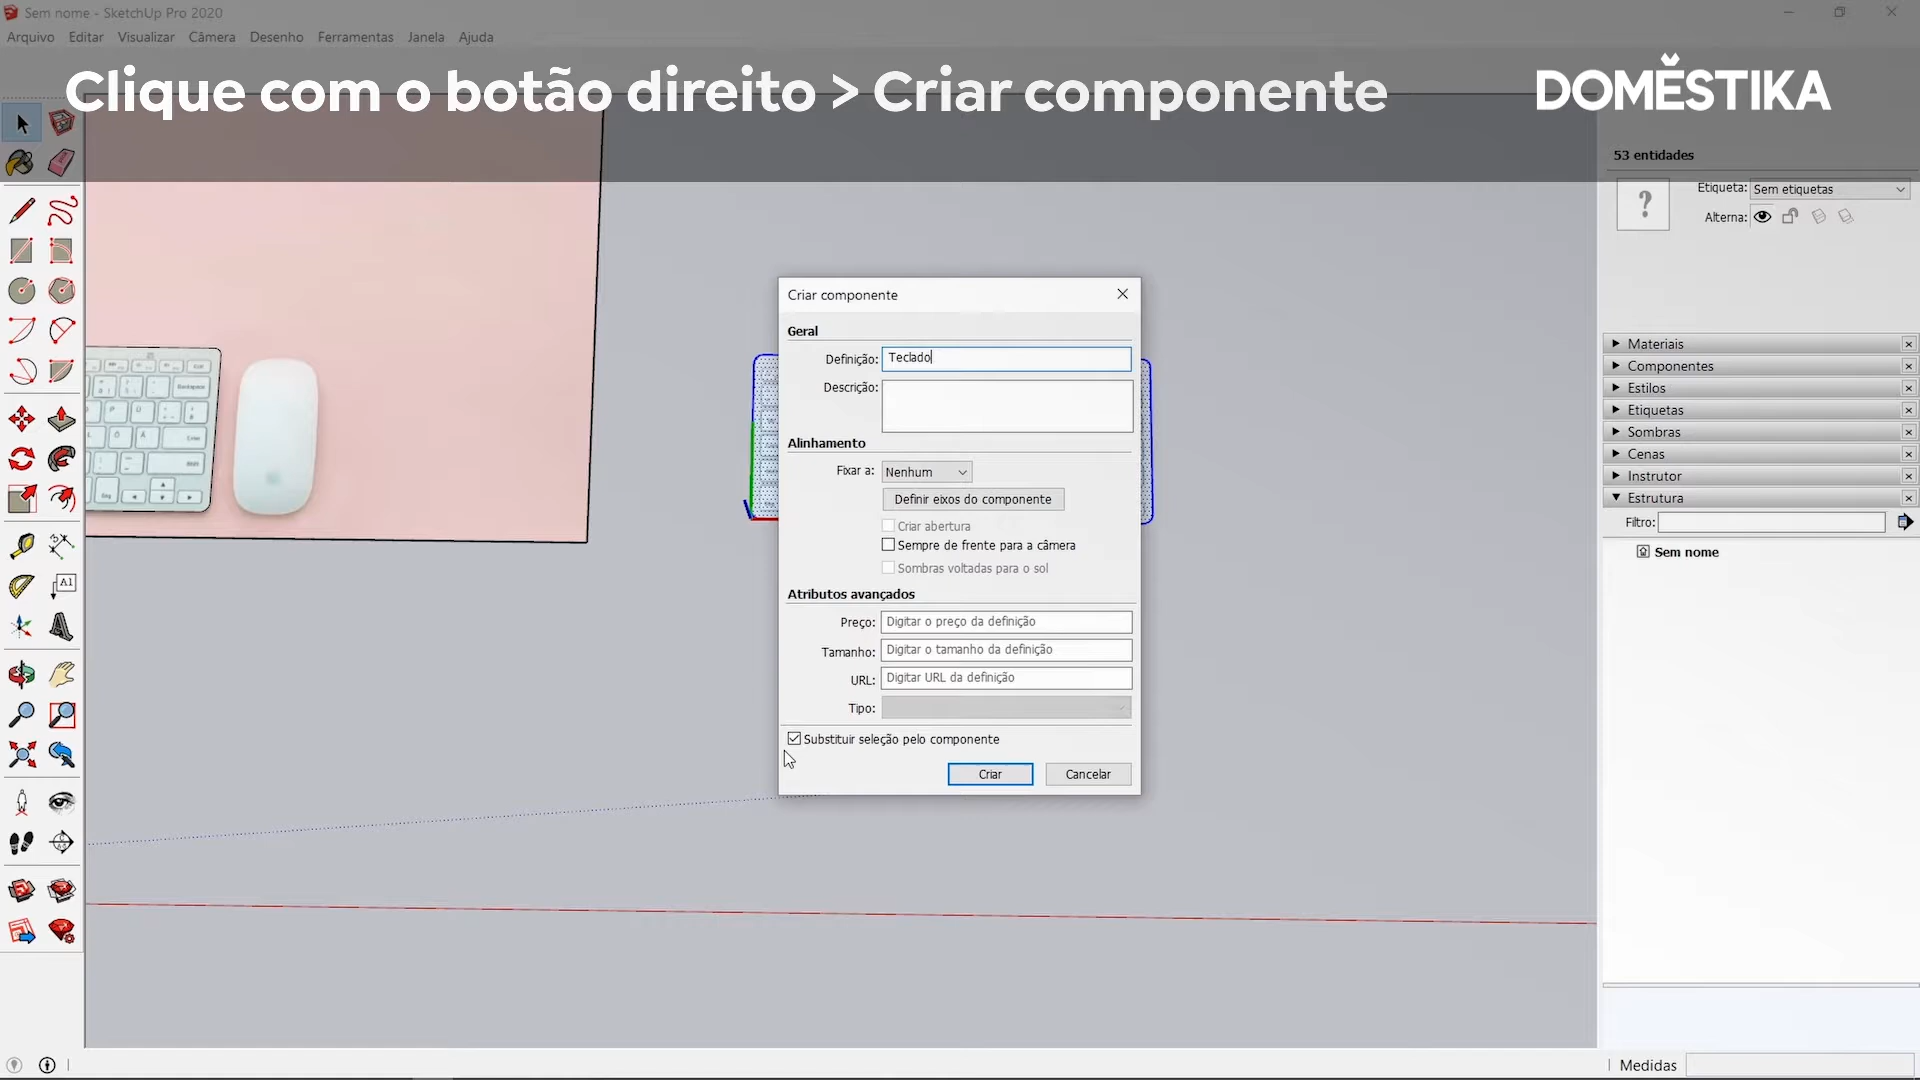 Sem nome - SketchUp Pro 2020
Arquivo Editar Visualizar Câmera Desenho Ferramentas Janela Ajuda
Clique com o botão direito > Criar componente
DOMĚSTIKA
53 entidades
Etiqueta: Sem etiquetas
Alterna:
Criar componente
Geral
Definição: Teclado
Descrição:
Alinhamento
Fixar a: Nenhum
Definir eixos do componente
Criar abertura
Sempre de frente para a câmera
Sombras voltadas para o sol
Atributos avançados
Preço: Digitar o preço da definição
Tamanho: Digitar o tamanho da definição
URL: Digitar URL da definição
Tipo:
Substituir seleção pelo componente
Criar Cancelar
Materiais
Componentes
Estilos
Etiquetas
Sombras
Cenas
Instrutor
Estrutura
Filtro:
Sem nome
Backspace
A1
Medidas